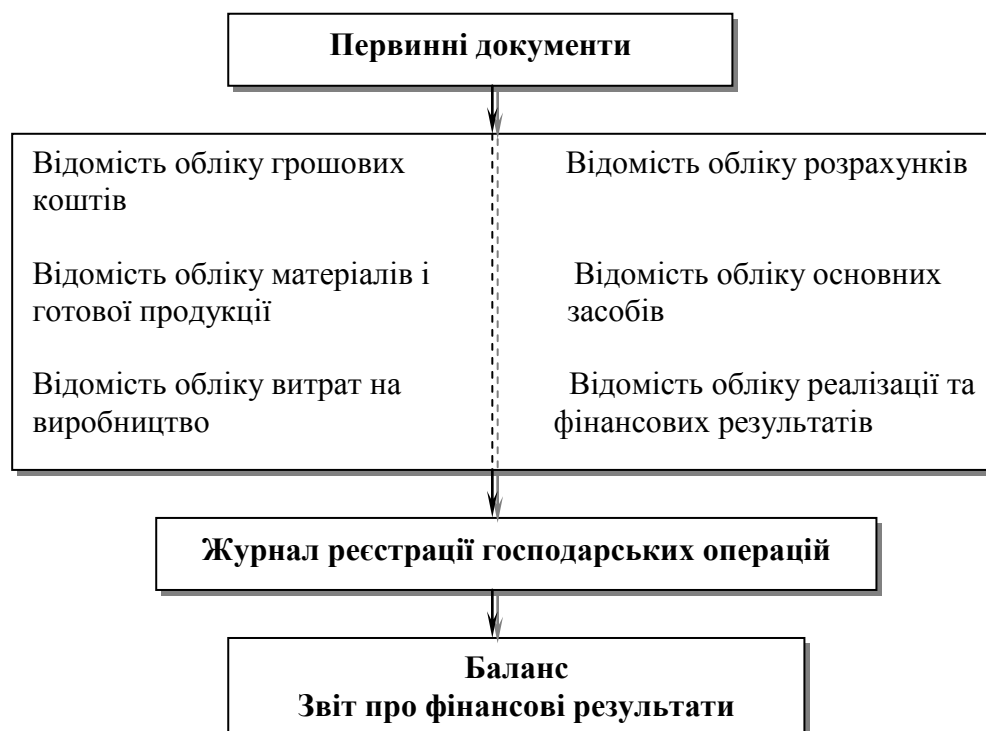 Первинні документи
Відомість обліку грошових
коштів
Відомість обліку розрахунків
Відомість обліку матеріалів і
готової продукції
Відомість обліку основних
засобів
Відомість обліку витрат на
виробництво
Відомість обліку реалізації та
фінансових результатів
Журнал реєстрації господарських операцій
Баланс
Звіт про фінансові результати